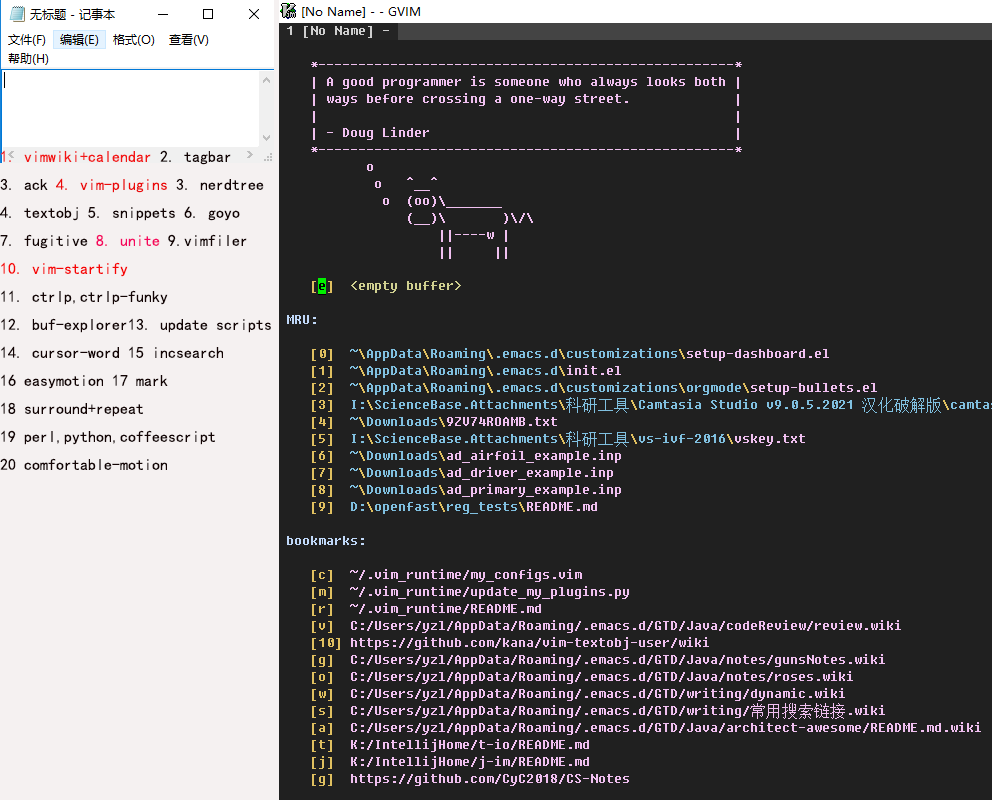 无标题 - 记事本
文件(F) 编辑(E) 格式(O) 查看(V)
帮助(H)
1. vimwiki+calendar 2. tagbar
3. ack 4. vim-plugins 3. nerdtree
4. textobj 5. snippets 6. goyo
7. fugitive 8. unite 9.vimfiler
10. vim-startify
11. ctrlp,ctrlp-funky
12. buf-explorer13. update scripts
14. cursor-word 15 incsearch
16 easymotion 17 mark
18 surround+repeat
19 perl,python,coffeescript
20 comfortable-motion
[No Name] - - GVIM
1 [No Name] -
A good programmer is someone who always looks both
ways before crossing a one-way street.
- Doug Linder
[e] <empty buffer>
MRU:
[0] ~\AppData\Roaming\.emacs.d\customizations\setup-dashboard.el
[1] ~\AppData\Roaming\.emacs.d\init.el
[2] ~\AppData\Roaming\.emacs.d\customizations\orgmode\setup-bullets.el
[3] I:\ScienceBase.Attachments\科研工具\Camtasia Studio v9.0.5.2021 汉化破解版\camtas
[4] ~\Downloads\9ZV74ROAMB.txt
[5] I:\ScienceBase.Attachments\科研工具\vs-ivf-2016\vskey.txt
[6] ~\Downloads\ad_airfoil_example.inp
[7] ~\Downloads\ad_driver_example.inp
[8] ~\Downloads\ad_primary_example.inp
[9] D:\openfast\reg_tests\README.md
bookmarks:
[c] ~/.vim_runtime/my_configs.vim
[m] ~/.vim_runtime/update_my_plugins.py
[r] ~/.vim_runtime/README.md
[v] C:/Users/yzl/AppData/Roaming/.emacs.d/GTD/Java/codeReview/review.wiki
[10] https://github.com/kana/vim-textobj-user/wiki
[g] C:/Users/yzl/AppData/Roaming/.emacs.d/GTD/Java/notes/gunsNotes.wiki
[o] C:/Users/yzl/AppData/Roaming/.emacs.d/GTD/Java/notes/roses.wiki
[w] C:/Users/yzl/AppData/Roaming/.emacs.d/GTD/writing/dynamic.wiki
[s] C:/Users/yzl/AppData/Roaming/.emacs.d/GTD/writing/常用搜索链接.wiki
[a] C:/Users/yzl/AppData/Roaming/.emacs.d/GTD/Java/architect-awesome/README.md.wiki
[t] K:/IntellijHome/t-io/README.md
[j] K:/IntellijHome/j-im/README.md
[g] https://github.com/CyC2018/CS-Notes